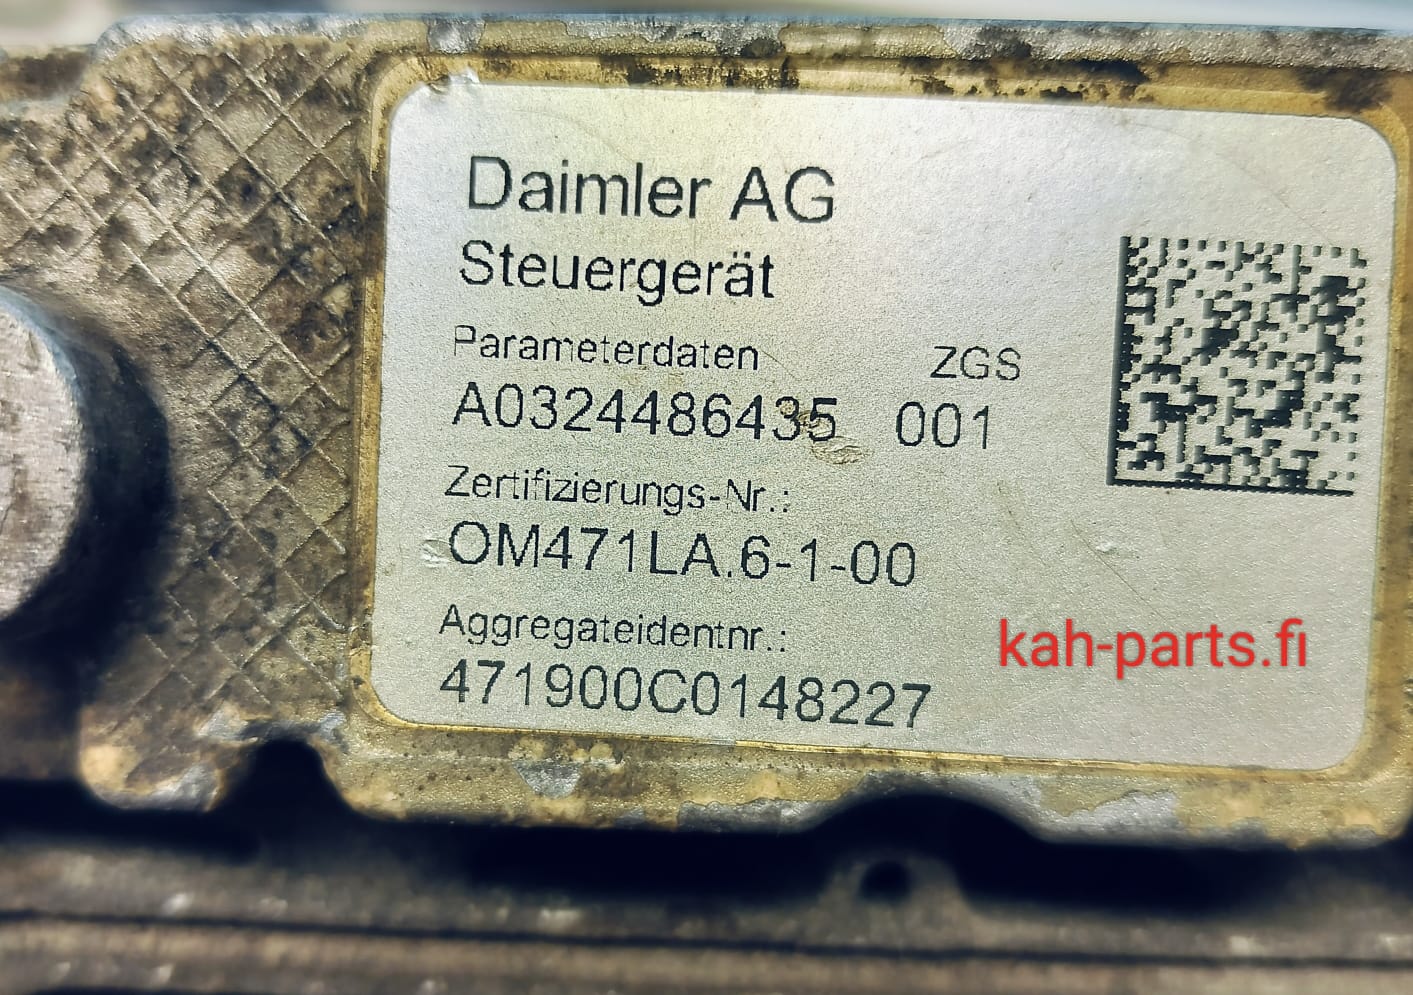 Daimler AG
Steuergerät
Parameterdaten ZGS
A0324486435 001
Zertifizierungs-Nr.:
OM471LA.6-1-00
Aggregateidentnr.:
471900C0148227
kah-parts.fi